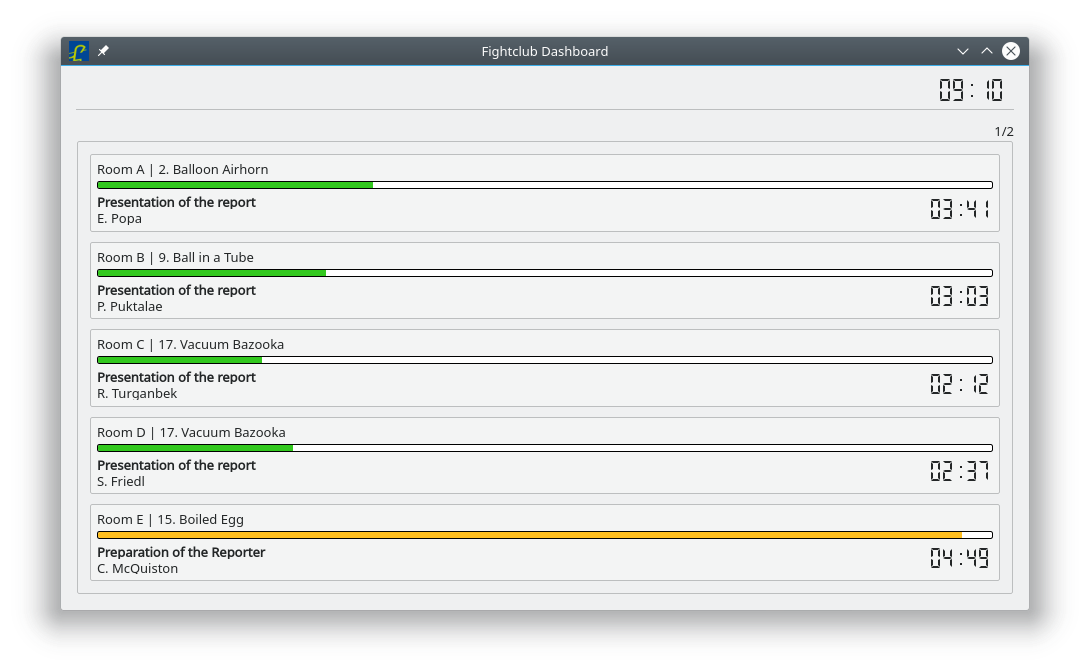 Fightclub Dashboard
09:10
1/2
Room A | 2. Balloon Airhorn
Presentation of the report
E. Popa
03:41
Room B | 9. Ball in a Tube
Presentation of the report
P. Puktalae
03:03
Room C | 17. Vacuum Bazooka
Presentation of the report
R. Turganbek
02:12
Room D | 17. Vacuum Bazooka
Presentation of the report
S. Friedl
02:37
Room E | 15. Boiled Egg
Preparation of the Reporter
C. McQuiston
04:49